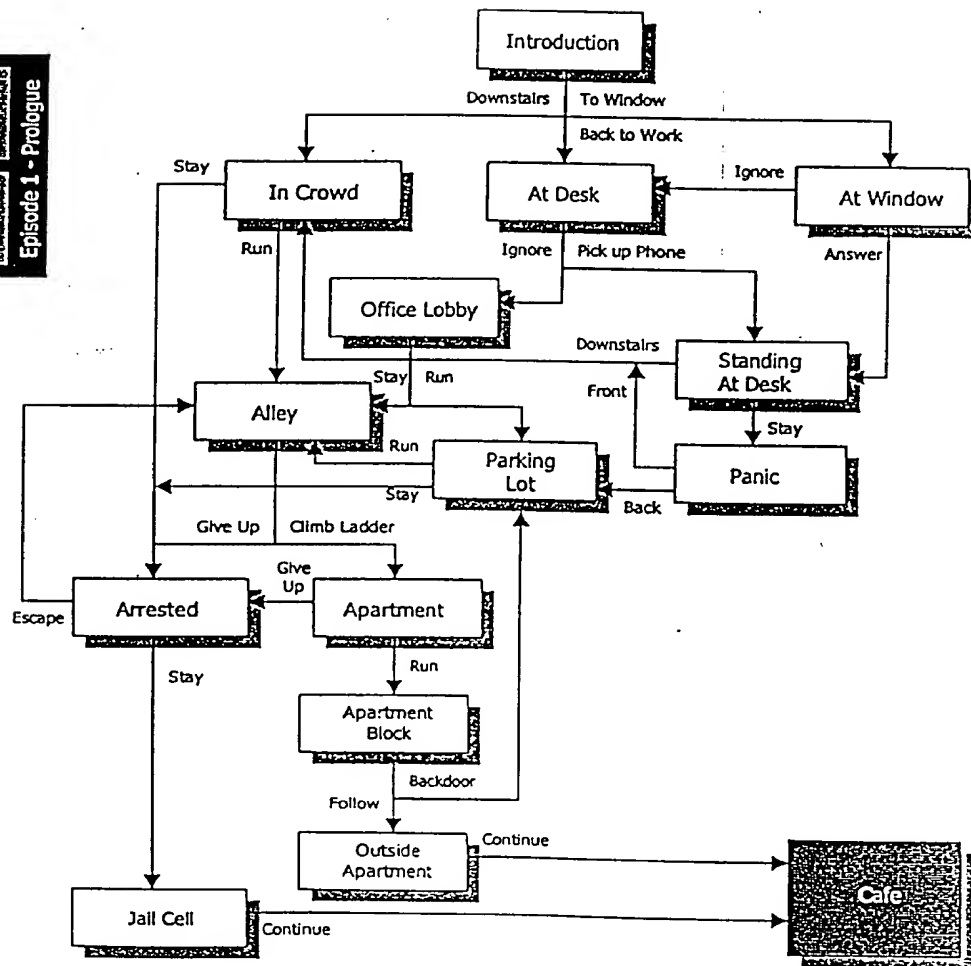 Episode 1 - Prologue
Introduction
Downstairs
To Window
Back to Work
Stay
In Crowd
At Desk
Ignore
At Window
Run
Ignore
Pick up Phone
Answer
Office Lobby
Downstairs
Standing
At Desk
Stay
Run
Front
Alley
Stay
Run
Parking
Lot
Panic
Stay
Back
Give Up
Climb Ladder
Give
Up
Arrested
Apartment
Escape
Stay
Run
Apartment
Block
Backdoor
Follow
Outside
Apartment
Continue
Cafe
Jail Cell
Continue